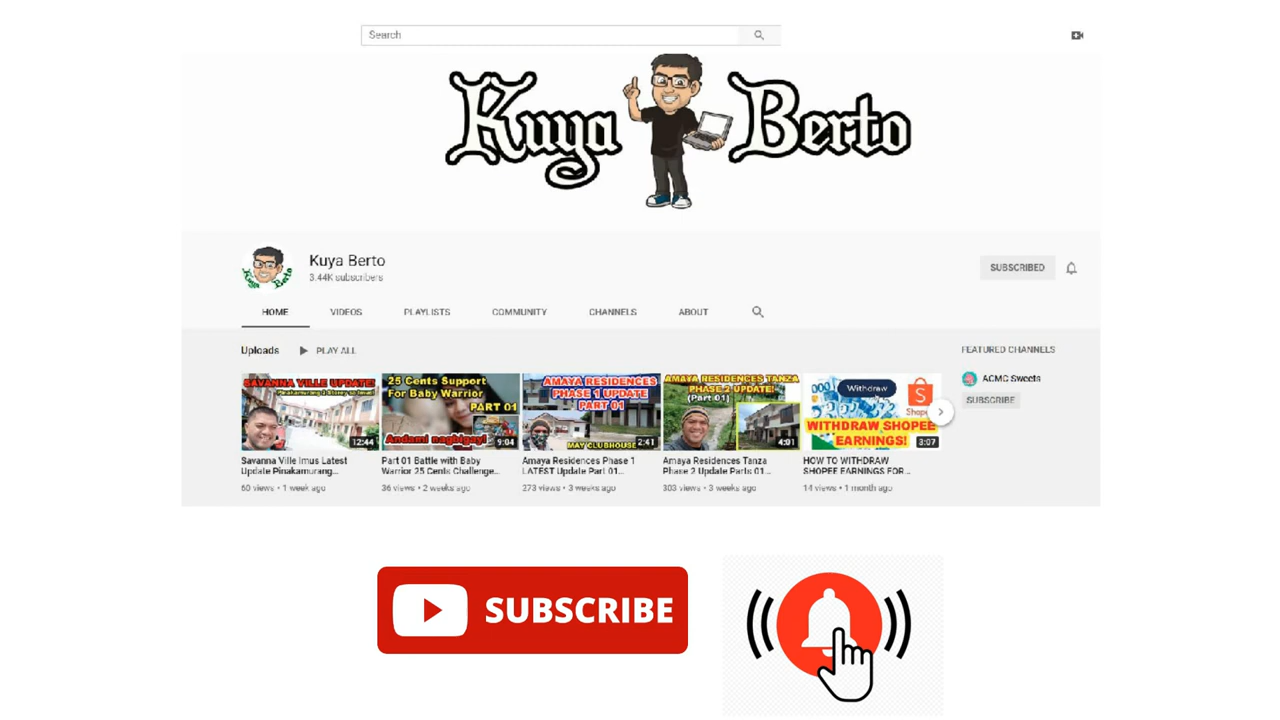 Search
Kuya Berto
Kuya Berto
3.44K subscribers
SUBSCRIBED
HOME VIDEOS PLAYLISTS COMMUNITY CHANNELS ABOUT
Uploads PLAY ALL
FEATURED CHANNELS
ACMC Sweets
SUBSCRIBE
SAVANNA VILLE UPDATE!
12:44
Savanna Ville Imus Latest
Update Pinakamurang...
60 views • 1 week ago
25 Cents Support
For Baby Warrior
PART 01
Andami nagbigay!
9:04
Part 01 Battle with Baby
Warrior 25 Cents Challenge...
36 views • 2 weeks ago
AMAYA RESIDENCES
PHASE 1 UPDATE
PART 01
MAY CLUBHOUSE
2:41
Amaya Residences Phase 1
LATEST Update Part 01...
273 views • 3 weeks ago
AMAYA RESIDENCES TANZA
PHASE 2 UPDATE!
(Part 01)
4:01
Amaya Residences Tanza
Phase 2 Update Parts 01...
303 views • 3 weeks ago
Withdraw
WITHDRAW SHOPEE
EARNINGS!
3:07
HOW TO WITHDRAW
SHOPEE EARNINGS FOR...
14 views • 1 month ago
SUBSCRIBE